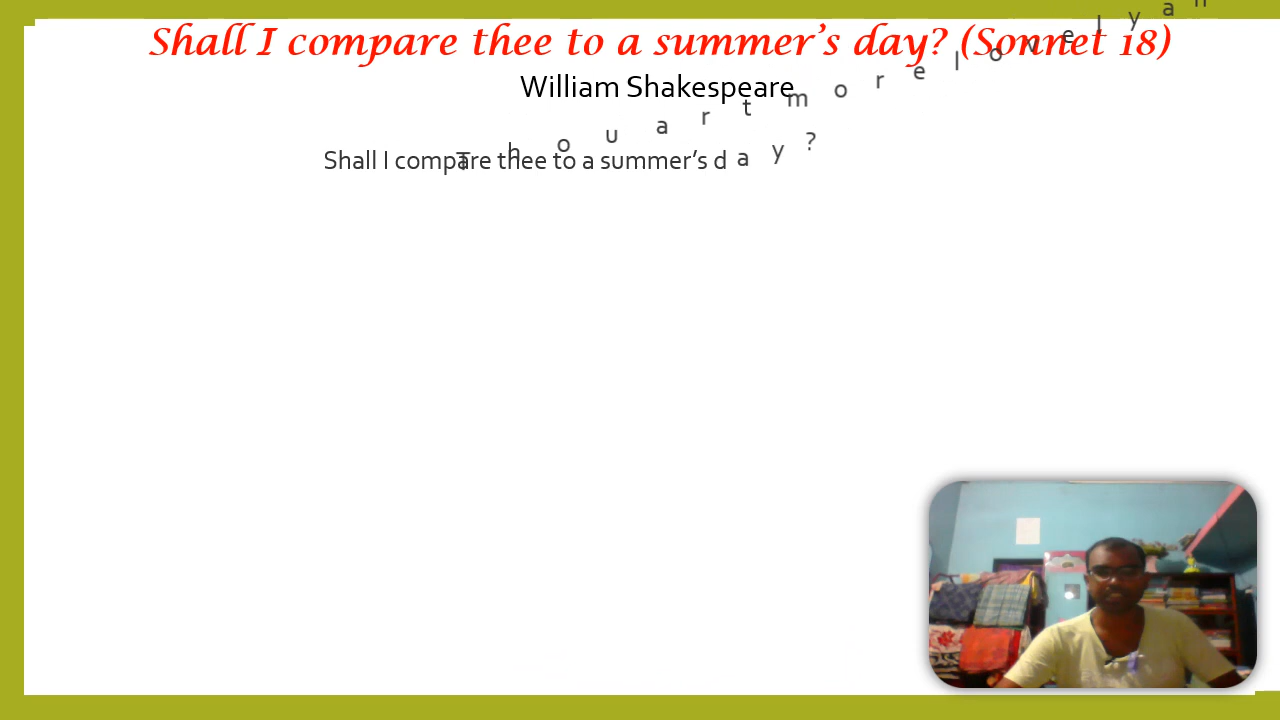 Shall I compare thee to a summer’s day? (Sonnet 18)
William Shakespeare
Shall I compare thee to a summer’s day?
Thou art more lovely an